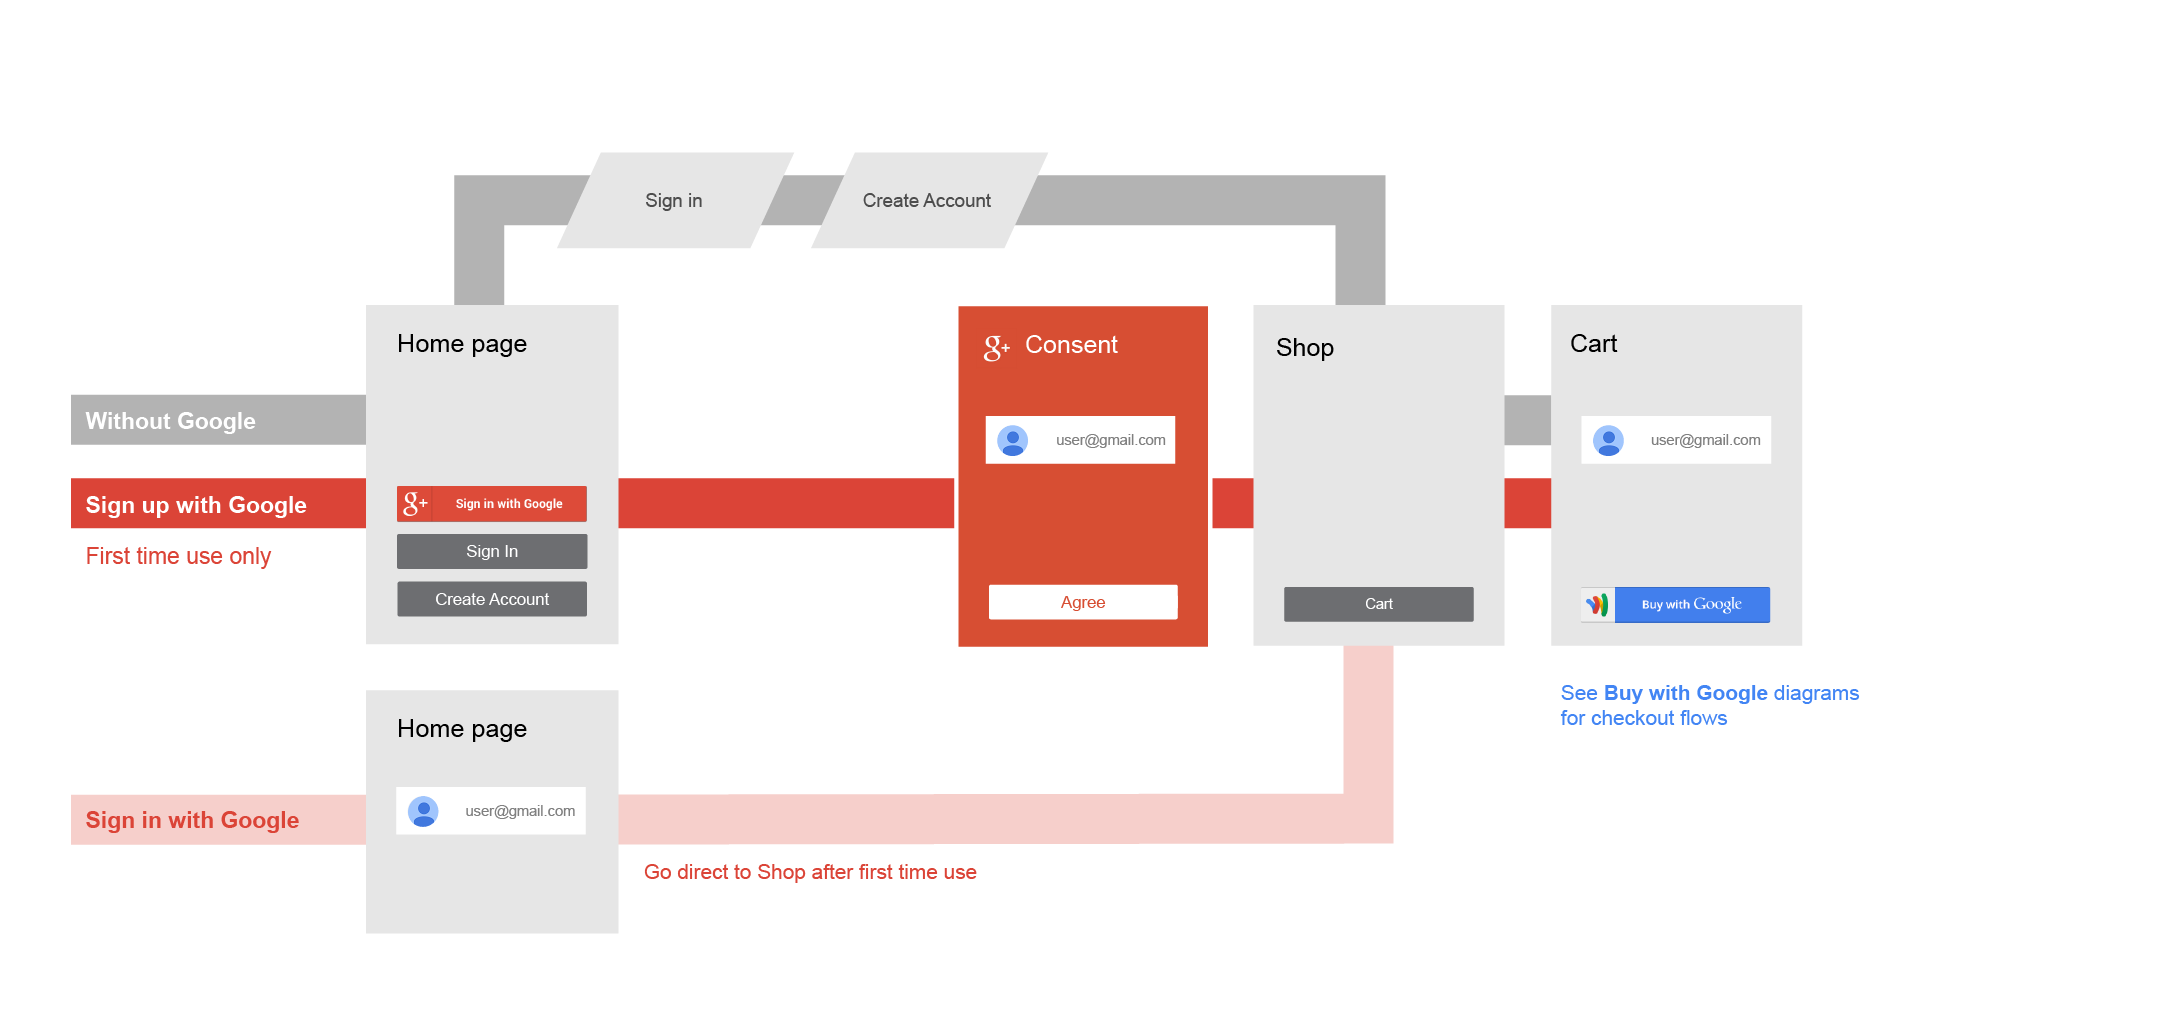 Sign in
Create Account
Home page
Consent
Shop
Cart
Without Google
user@gmail.com
user@gmail.com
Sign up with Google
g+ Sign in with Google
First time use only
Sign In
Create Account
Agree
Cart
Buy with Google
See Buy with Google diagrams
for checkout flows
Home page
Sign in with Google
user@gmail.com
Go direct to Shop after first time use